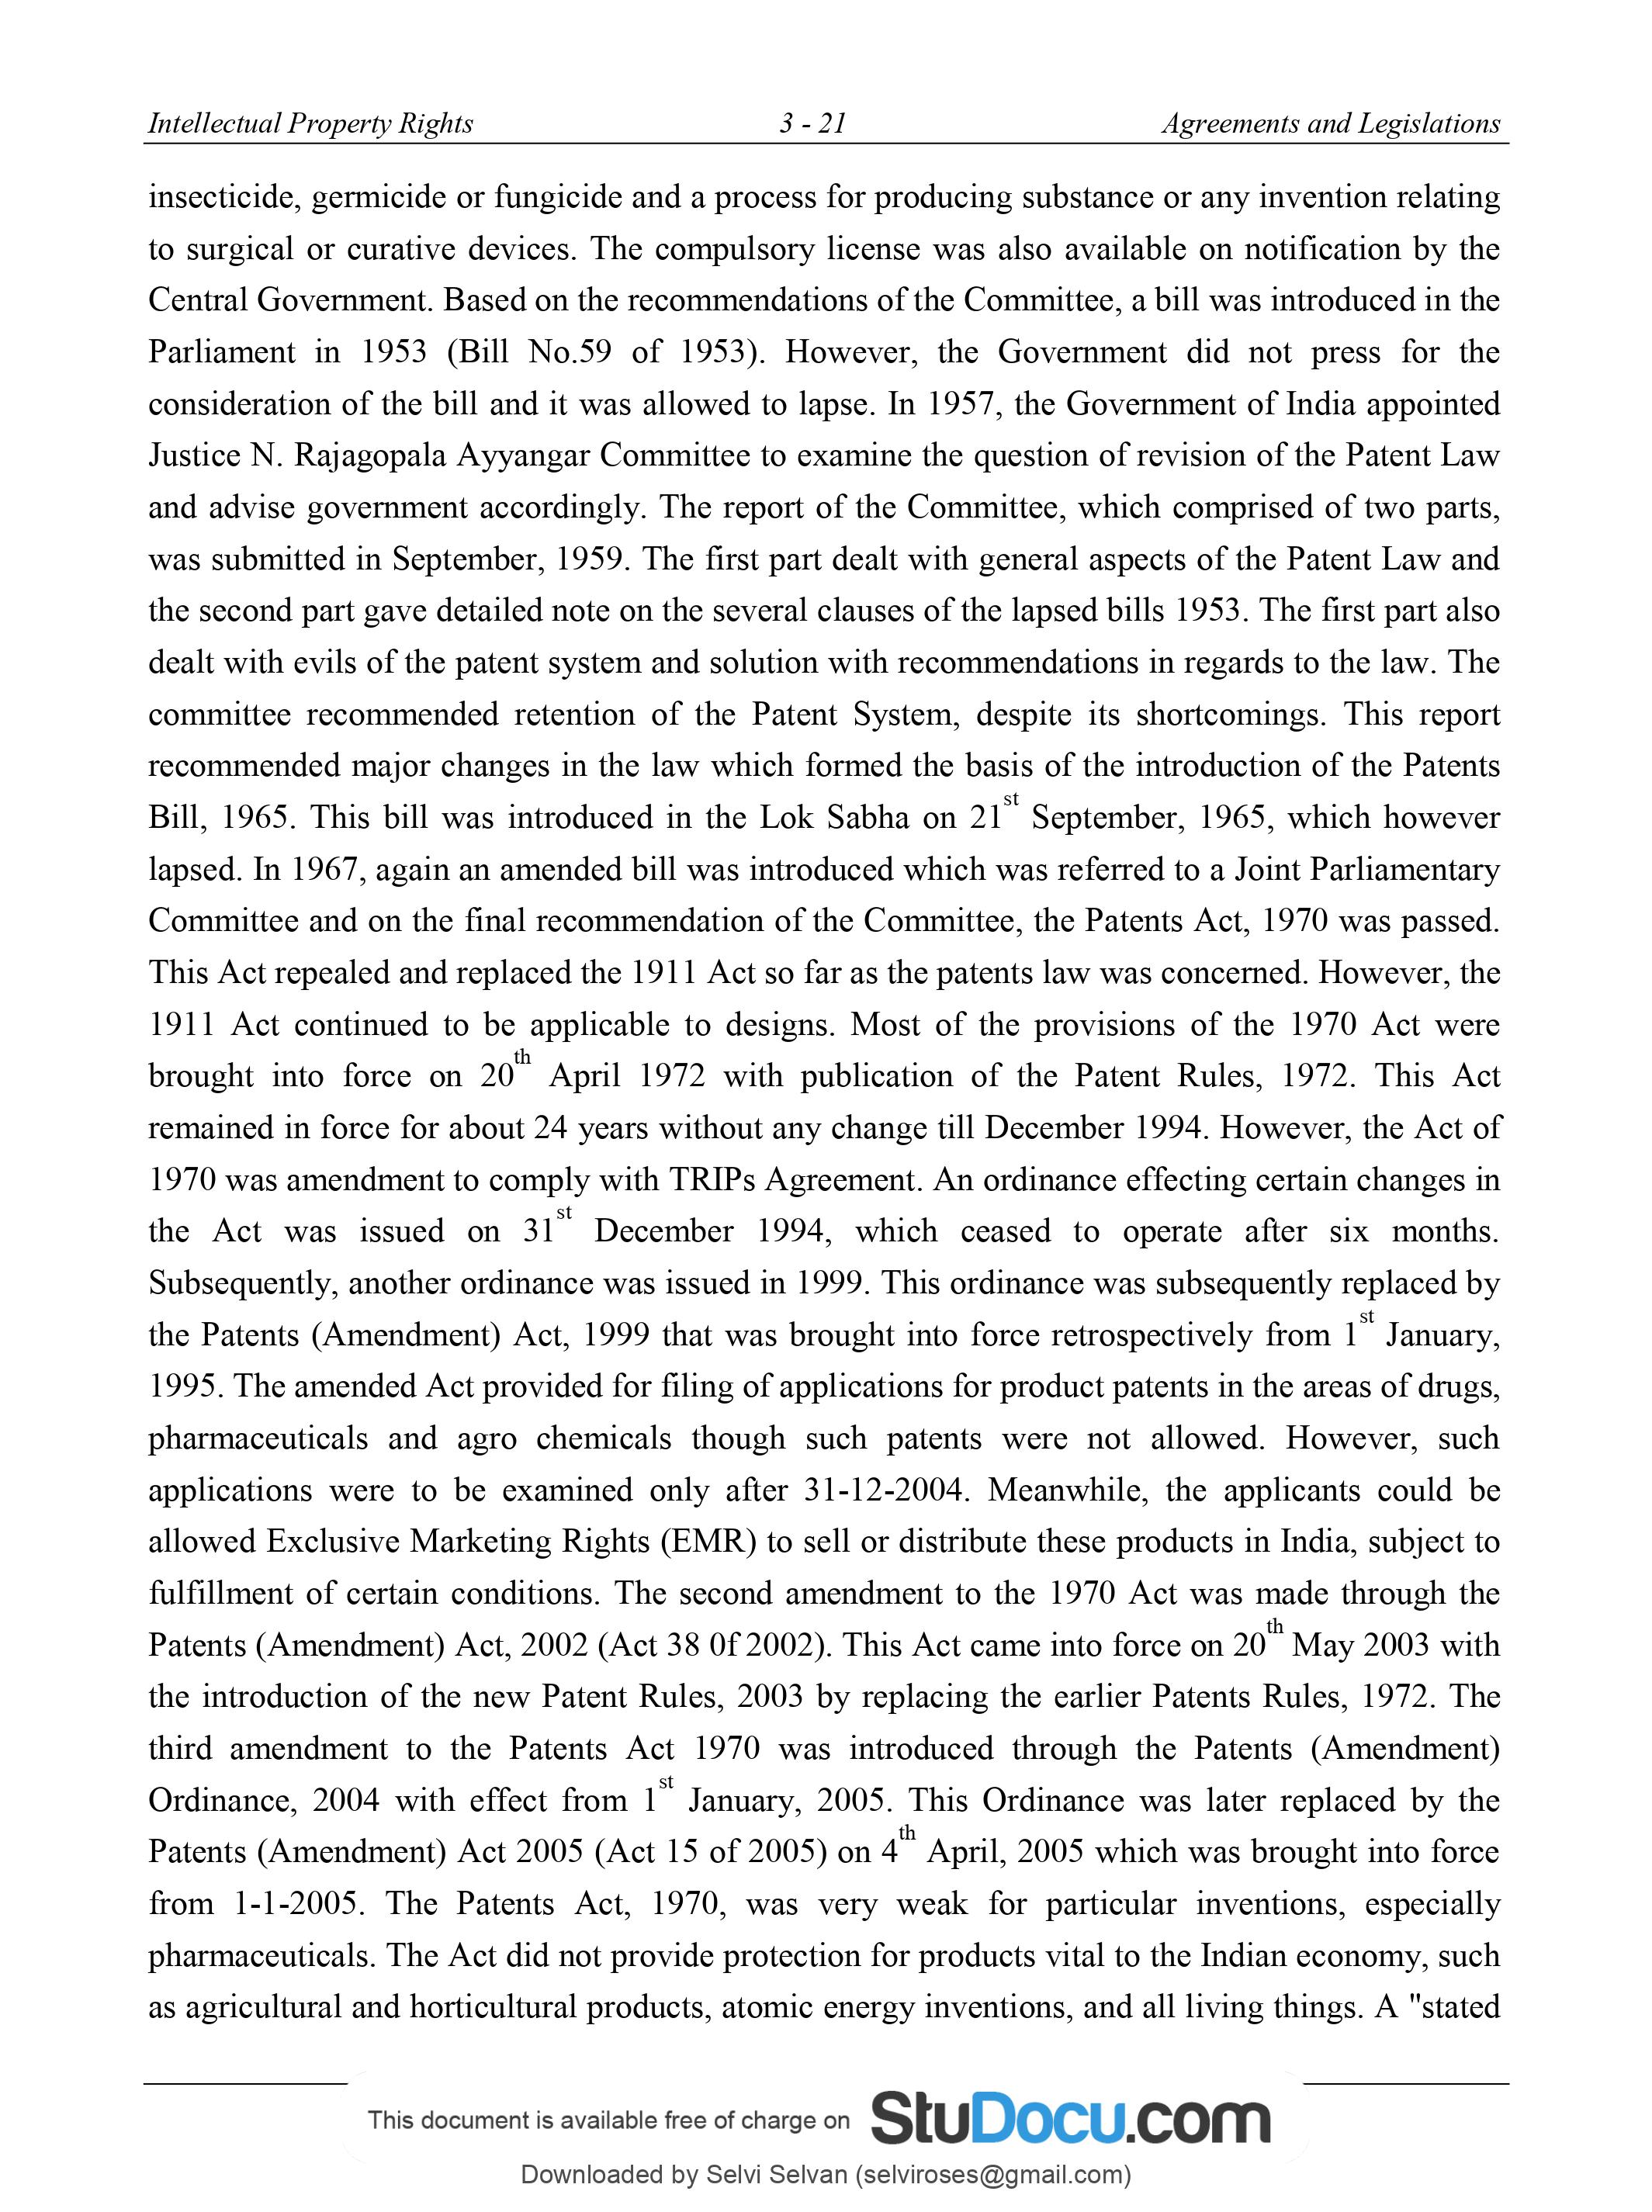 Intellectual Property Rights 3 - 21 Agreements and Legislations
insecticide, germicide or fungicide and a process for producing substance or any invention relating
to surgical or curative devices. The compulsory license was also available on notification by the
Central Government. Based on the recommendations of the Committee, a bill was introduced in the
Parliament in 1953 (Bill No.59 of 1953). However, the Government did not press for the
consideration of the bill and it was allowed to lapse. In 1957, the Government of India appointed
Justice N. Rajagopala Ayyangar Committee to examine the question of revision of the Patent Law
and advise government accordingly. The report of the Committee, which comprised of two parts,
was submitted in September, 1959. The first part dealt with general aspects of the Patent Law and
the second part gave detailed note on the several clauses of the lapsed bills 1953. The first part also
dealt with evils of the patent system and solution with recommendations in regards to the law. The
committee recommended retention of the Patent System, despite its shortcomings. This report
recommended major changes in the law which formed the basis of the introduction of the Patents
Bill, 1965. This bill was introduced in the Lok Sabha on 21st September, 1965, which however
lapsed. In 1967, again an amended bill was introduced which was referred to a Joint Parliamentary
Committee and on the final recommendation of the Committee, the Patents Act, 1970 was passed.
This Act repealed and replaced the 1911 Act so far as the patents law was concerned. However, the
1911 Act continued to be applicable to designs. Most of the provisions of the 1970 Act were
brought into force on 20th April 1972 with publication of the Patent Rules, 1972. This Act
remained in force for about 24 years without any change till December 1994. However, the Act of
1970 was amendment to comply with TRIPs Agreement. An ordinance effecting certain changes in
the Act was issued on 31st December 1994, which ceased to operate after six months.
Subsequently, another ordinance was issued in 1999. This ordinance was subsequently replaced by
the Patents (Amendment) Act, 1999 that was brought into force retrospectively from 1st January,
1995. The amended Act provided for filing of applications for product patents in the areas of drugs,
pharmaceuticals and agro chemicals though such patents were not allowed. However, such
applications were to be examined only after 31-12-2004. Meanwhile, the applicants could be
allowed Exclusive Marketing Rights (EMR) to sell or distribute these products in India, subject to
fulfillment of certain conditions. The second amendment to the 1970 Act was made through the
Patents (Amendment) Act, 2002 (Act 38 0f 2002). This Act came into force on 20th May 2003 with
the introduction of the new Patent Rules, 2003 by replacing the earlier Patents Rules, 1972. The
third amendment to the Patents Act 1970 was introduced through the Patents (Amendment)
Ordinance, 2004 with effect from 1st January, 2005. This Ordinance was later replaced by the
Patents (Amendment) Act 2005 (Act 15 of 2005) on 4th April, 2005 which was brought into force
from 1-1-2005. The Patents Act, 1970, was very weak for particular inventions, especially
pharmaceuticals. The Act did not provide protection for products vital to the Indian economy, such
as agricultural and horticultural products, atomic energy inventions, and all living things. A "stated
This document is available free of charge on StuDocu.com
Downloaded by Selvi Selvan (selviroses@gmail.com)